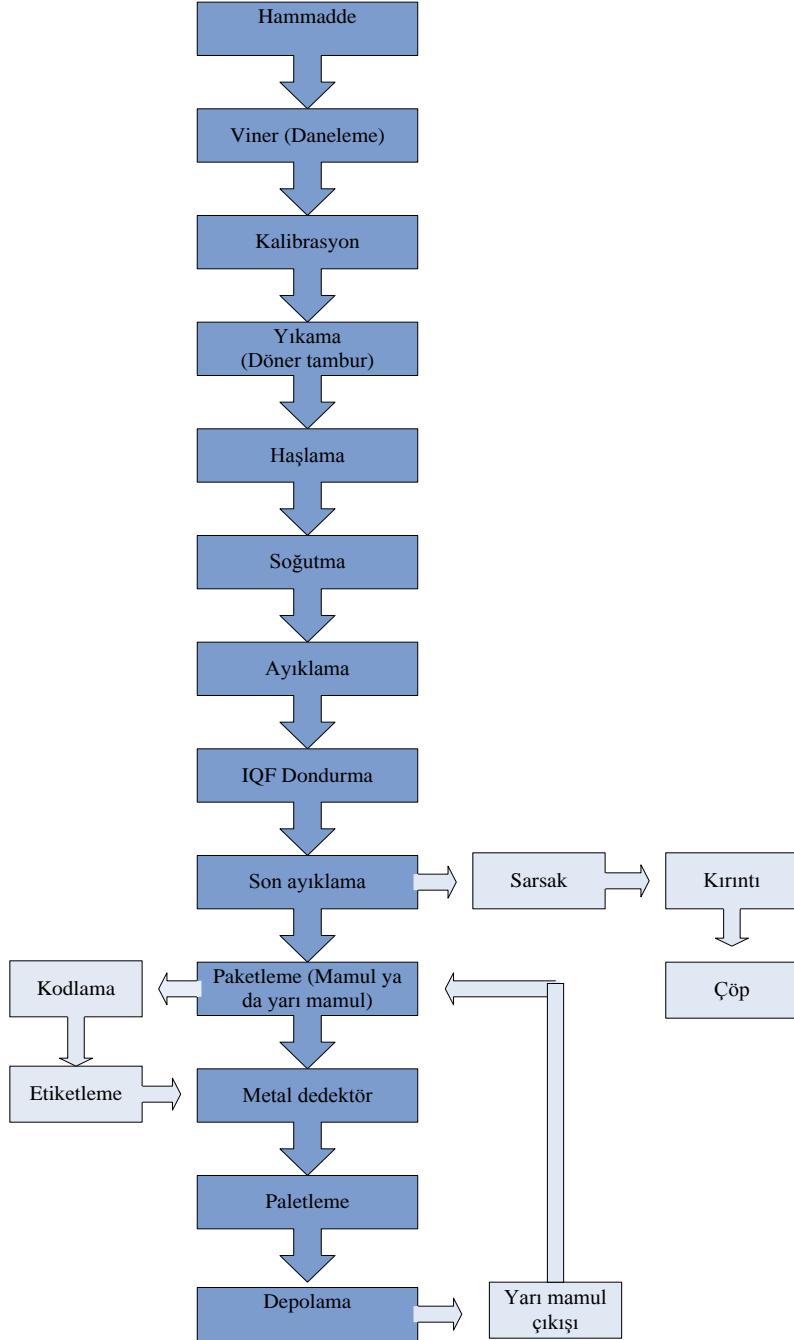 Hammadde
Viner (Daneleme)
Kalibrasyon
Yıkama
(Döner tambur)
Haşlama
Soğutma
Ayıklama
IQF Dondurma
Son ayıklama
Sarsak
Kırıntı
Çöp
Paketleme (Mamul ya
da yarı mamul)
Kodlama
Etiketleme
Metal dedektör
Paletleme
Depolama
Yarı mamul
çıkışı